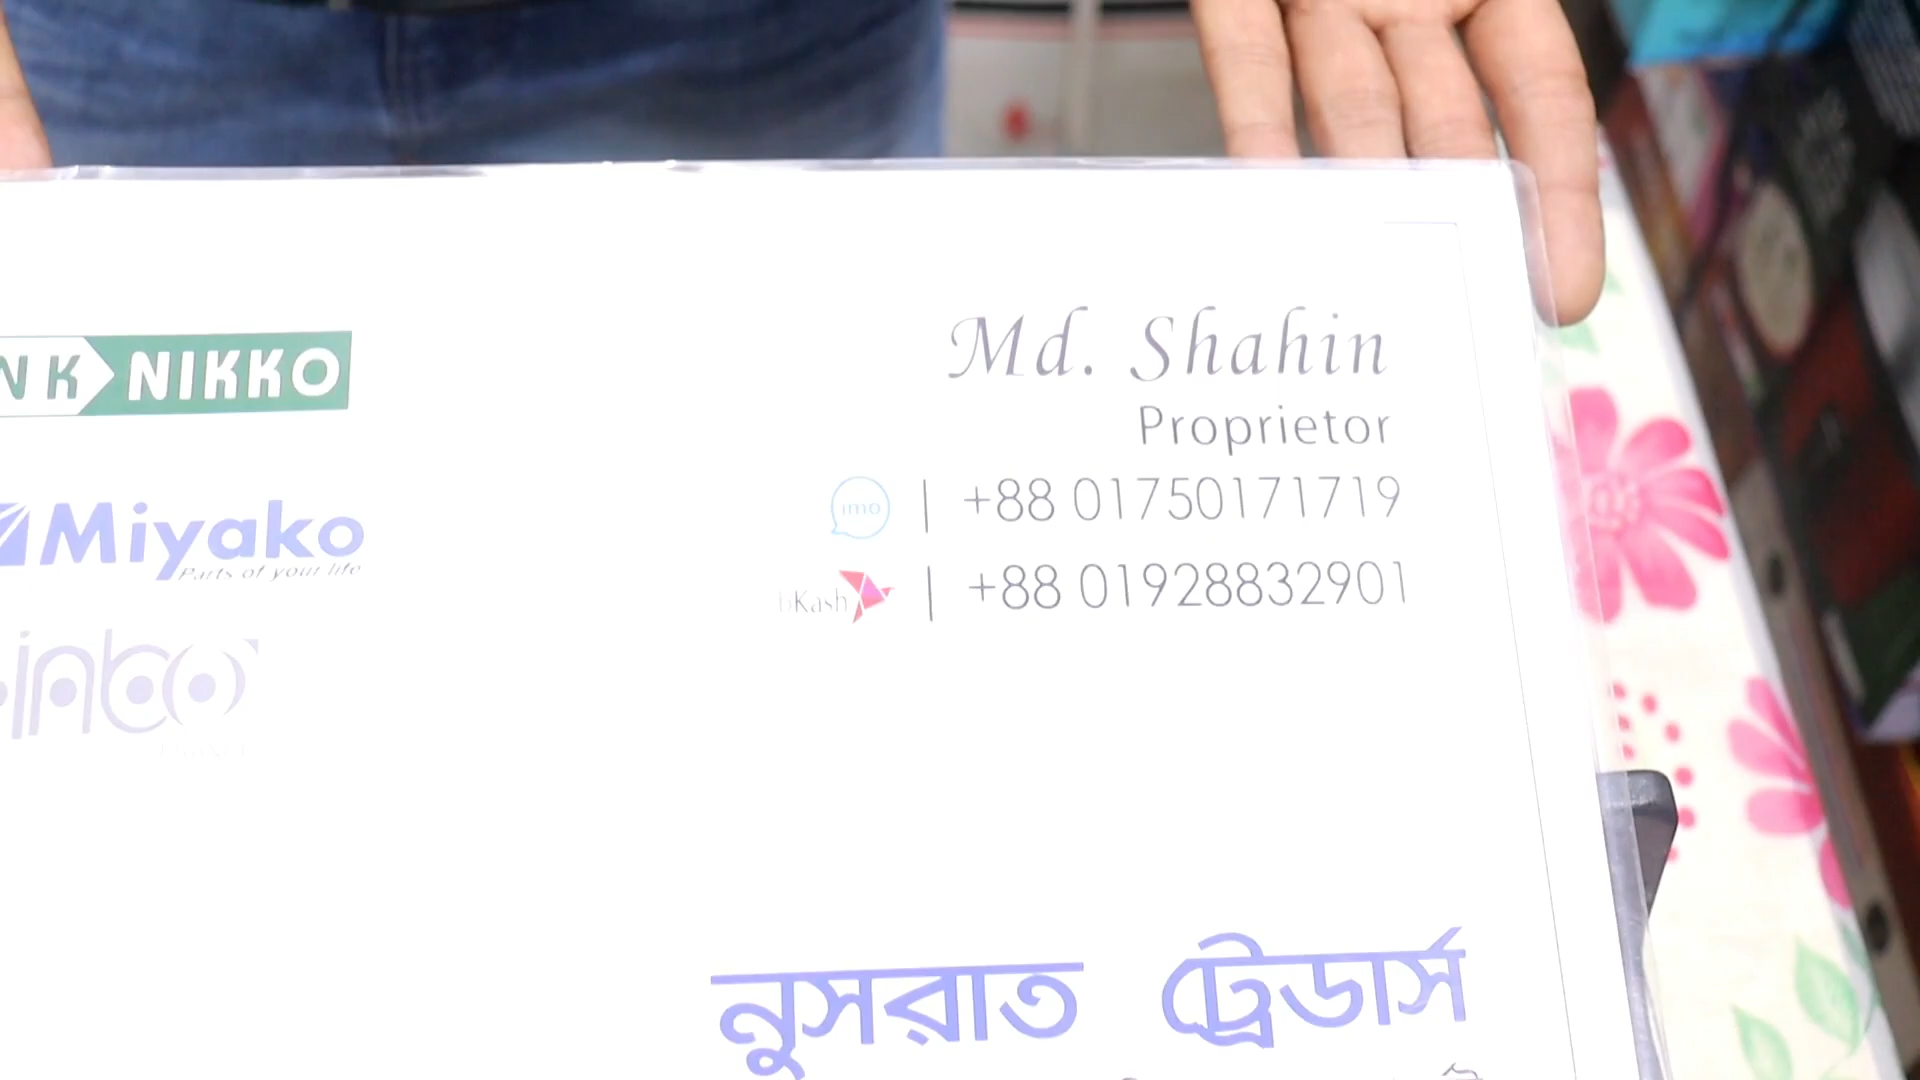 NK NIKKO
Miyako
Parts of your life
Md. Shahin
Proprietor
imo | +88 01750171719
bKash | +88 01928832901
নুসরাত ট্রেডার্স